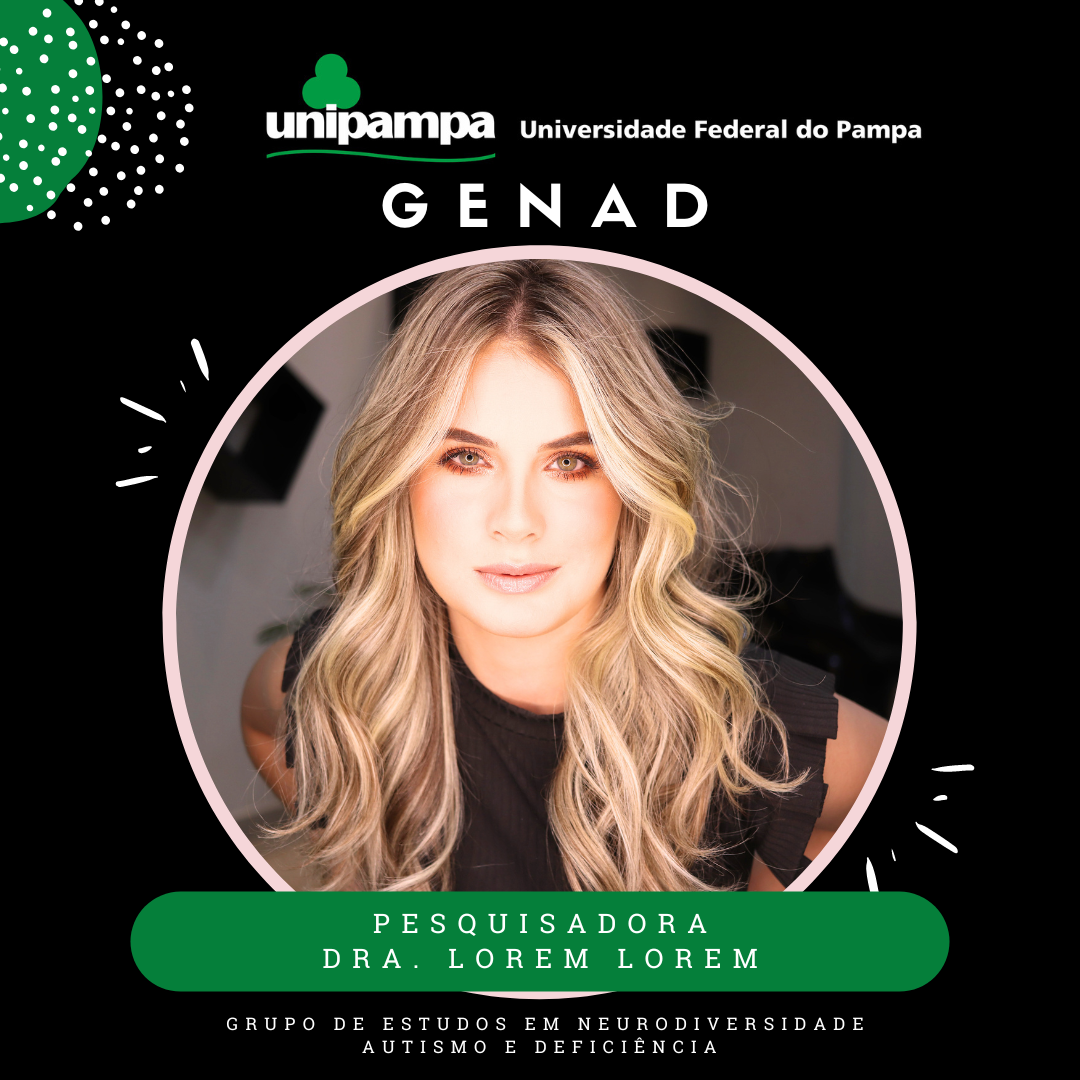 unipampa Universidade Federal do Pampa
GENAD
PESQUISADORA
DRA. LOREM LOREM
GRUPO DE ESTUDOS EM NEURODIVERSIDADE
AUTISMO E DEFICIÊNCIA